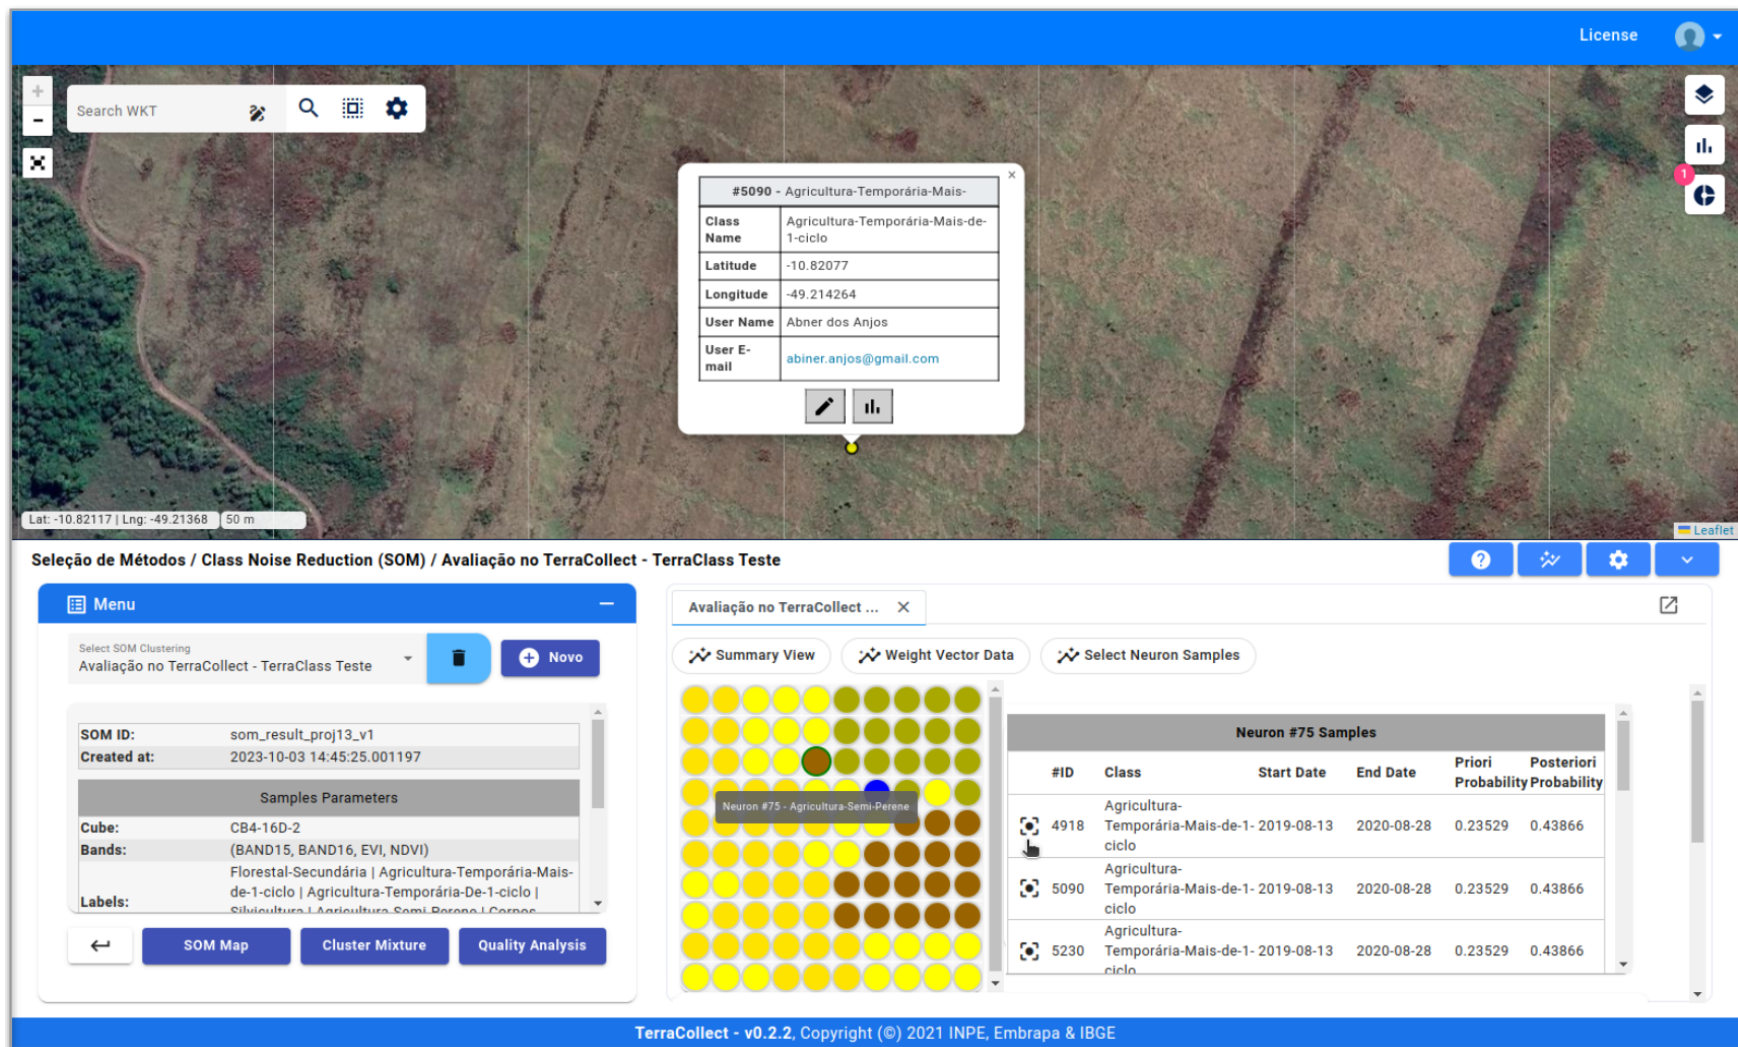 License
Search WKT
1
#5090 - Agricultura-Temporária-Mais-
Class Name
Agricultura-Temporária-Mais-de-
1-ciclo
Latitude -10.82077
Longitude -49.214264
User Name Abner dos Anjos
User E-
mail
abiner.anjos@gmail.com
Lat: -10.82117 | Lng: -49.21368 50 m
Leaflet
Seleção de Métodos / Class Noise Reduction (SOM) / Avaliação no TerraCollect - TerraClass Teste
Menu
Select SOM Clustering
Avaliação no TerraCollect - TerraClass Teste
Novo
SOM ID: som_result_proj13_v1
Created at: 2023-10-03 14:45:25.001197
Samples Parameters
Cube: CB4-16D-2
Bands: (BAND15, BAND16, EVI, NDVI)
Labels:
Florestal-Secundária | Agricultura-Temporária-Mais-
de-1-ciclo | Agricultura-Temporária-De-1-ciclo |
Silvicultura | Agricultura-Semi-Perene | Corpos
SOM Map Cluster Mixture Quality Analysis
Avaliação no TerraCollect ...
Summary View Weight Vector Data Select Neuron Samples
Neuron #75 - Agricultura-Semi-Perene
Neuron #75 Samples
#ID Class Start Date End Date Priori Probability Posteriori Probability
4918 Agricultura-
Temporária-Mais-de-1-
ciclo
2019-08-13 2020-08-28 0.23529 0.43866
5090 Agricultura-
Temporária-Mais-de-1-
ciclo
2019-08-13 2020-08-28 0.23529 0.43866
5230 Agricultura-
Temporária-Mais-de-1-
ciclo
2019-08-13 2020-08-28 0.23529 0.43866
TerraCollect - v0.2.2, Copyright (©) 2021 INPE, Embrapa & IBGE